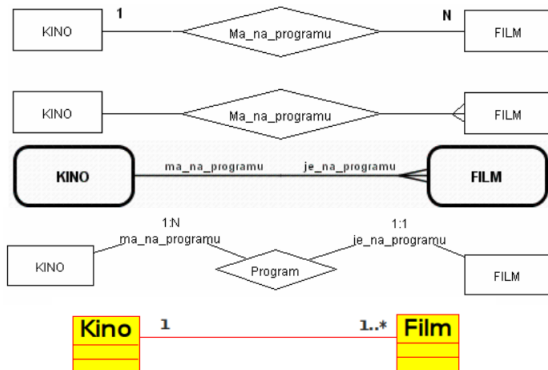 1 N
KINO Ma_na_programu FILM
KINO Ma_na_programu FILM
KINO ma_na_programu je_na_programu FILM
1:N 1:1
ma_na_programu je_na_programu
KINO Program FILM
Kino 1 1..* Film